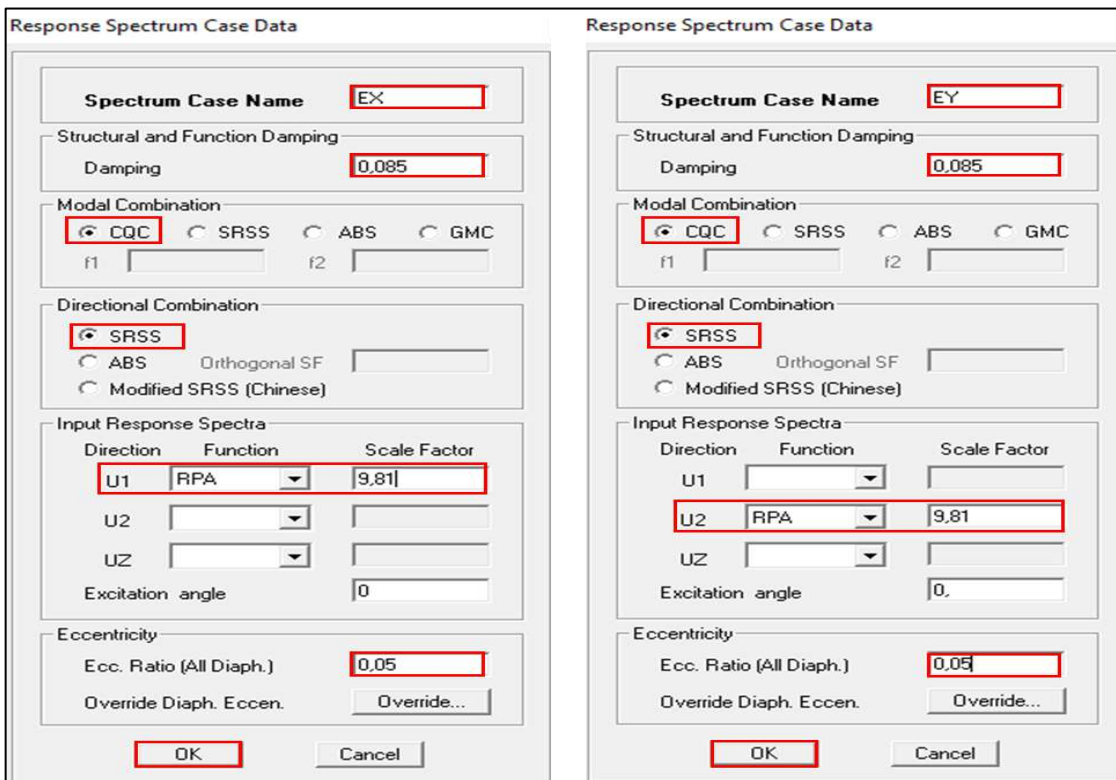 Response Spectrum Case Data
Spectrum Case Name EX
Structural and Function Damping
Damping 0,085
Modal Combination
CQC SRSS ABS GMC
f1 f2
Directional Combination
SRSS
ABS Orthogonal SF
Modified SRSS (Chinese)
Input Response Spectra
Direction Function Scale Factor
U1 RPA 9,81
U2
UZ
Excitation angle 0
Eccentricity
Ecc. Ratio (All Diaph.) 0,05
Override Diaph. Eccen. Override...
OK Cancel
Response Spectrum Case Data
Spectrum Case Name EY
Structural and Function Damping
Damping 0,085
Modal Combination
CQC SRSS ABS GMC
f1 f2
Directional Combination
SRSS
ABS Orthogonal SF
Modified SRSS (Chinese)
Input Response Spectra
Direction Function Scale Factor
U1
U2 RPA 9,81
UZ
Excitation angle 0,
Eccentricity
Ecc. Ratio (All Diaph.) 0,05
Override Diaph. Eccen. Override...
OK Cancel